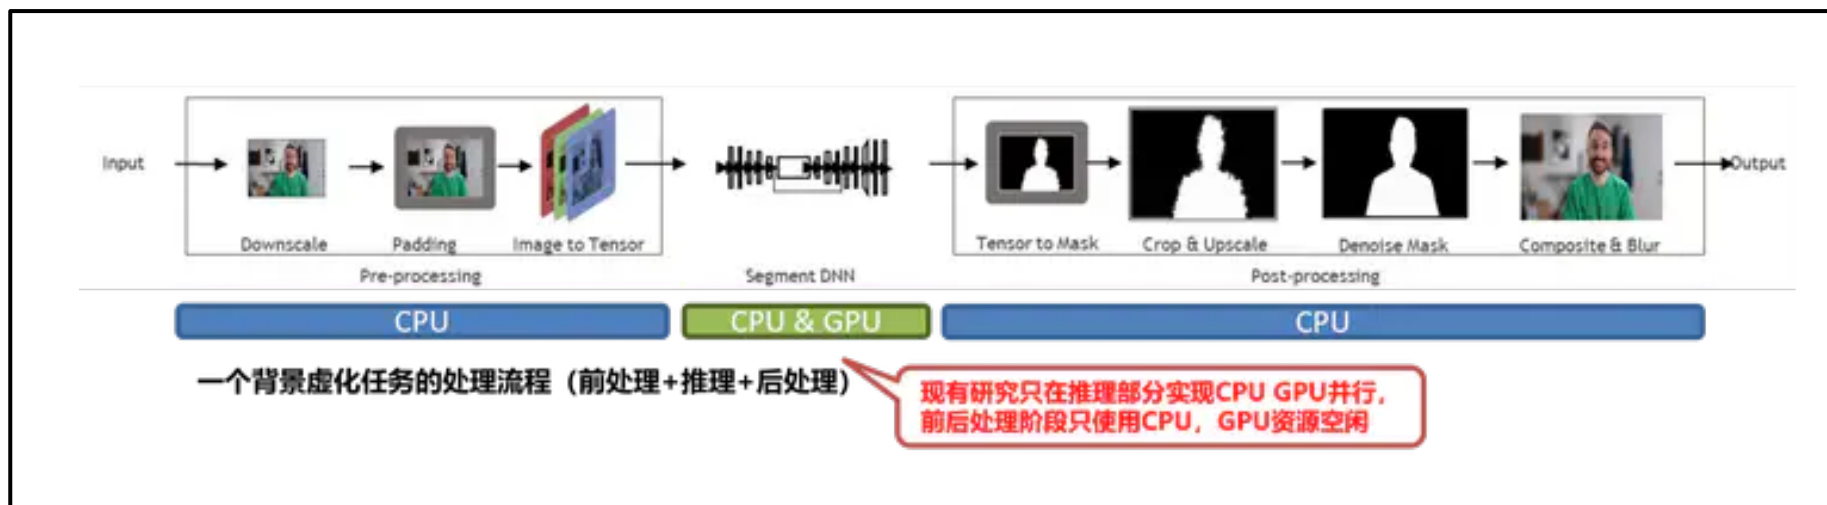 Input
Output
Downscale
Padding
Image to Tensor
Tensor to Mask
Crop & Upscale
Denoise Mask
Composite & Blur
Pre-processing
Segment DNN
Post-processing
CPU
CPU & GPU
CPU
一个背景虚化任务的处理流程（前处理+推理+后处理）
现有研究只在推理部分实现CPU GPU并行，
前后处理阶段只使用CPU，GPU资源空闲